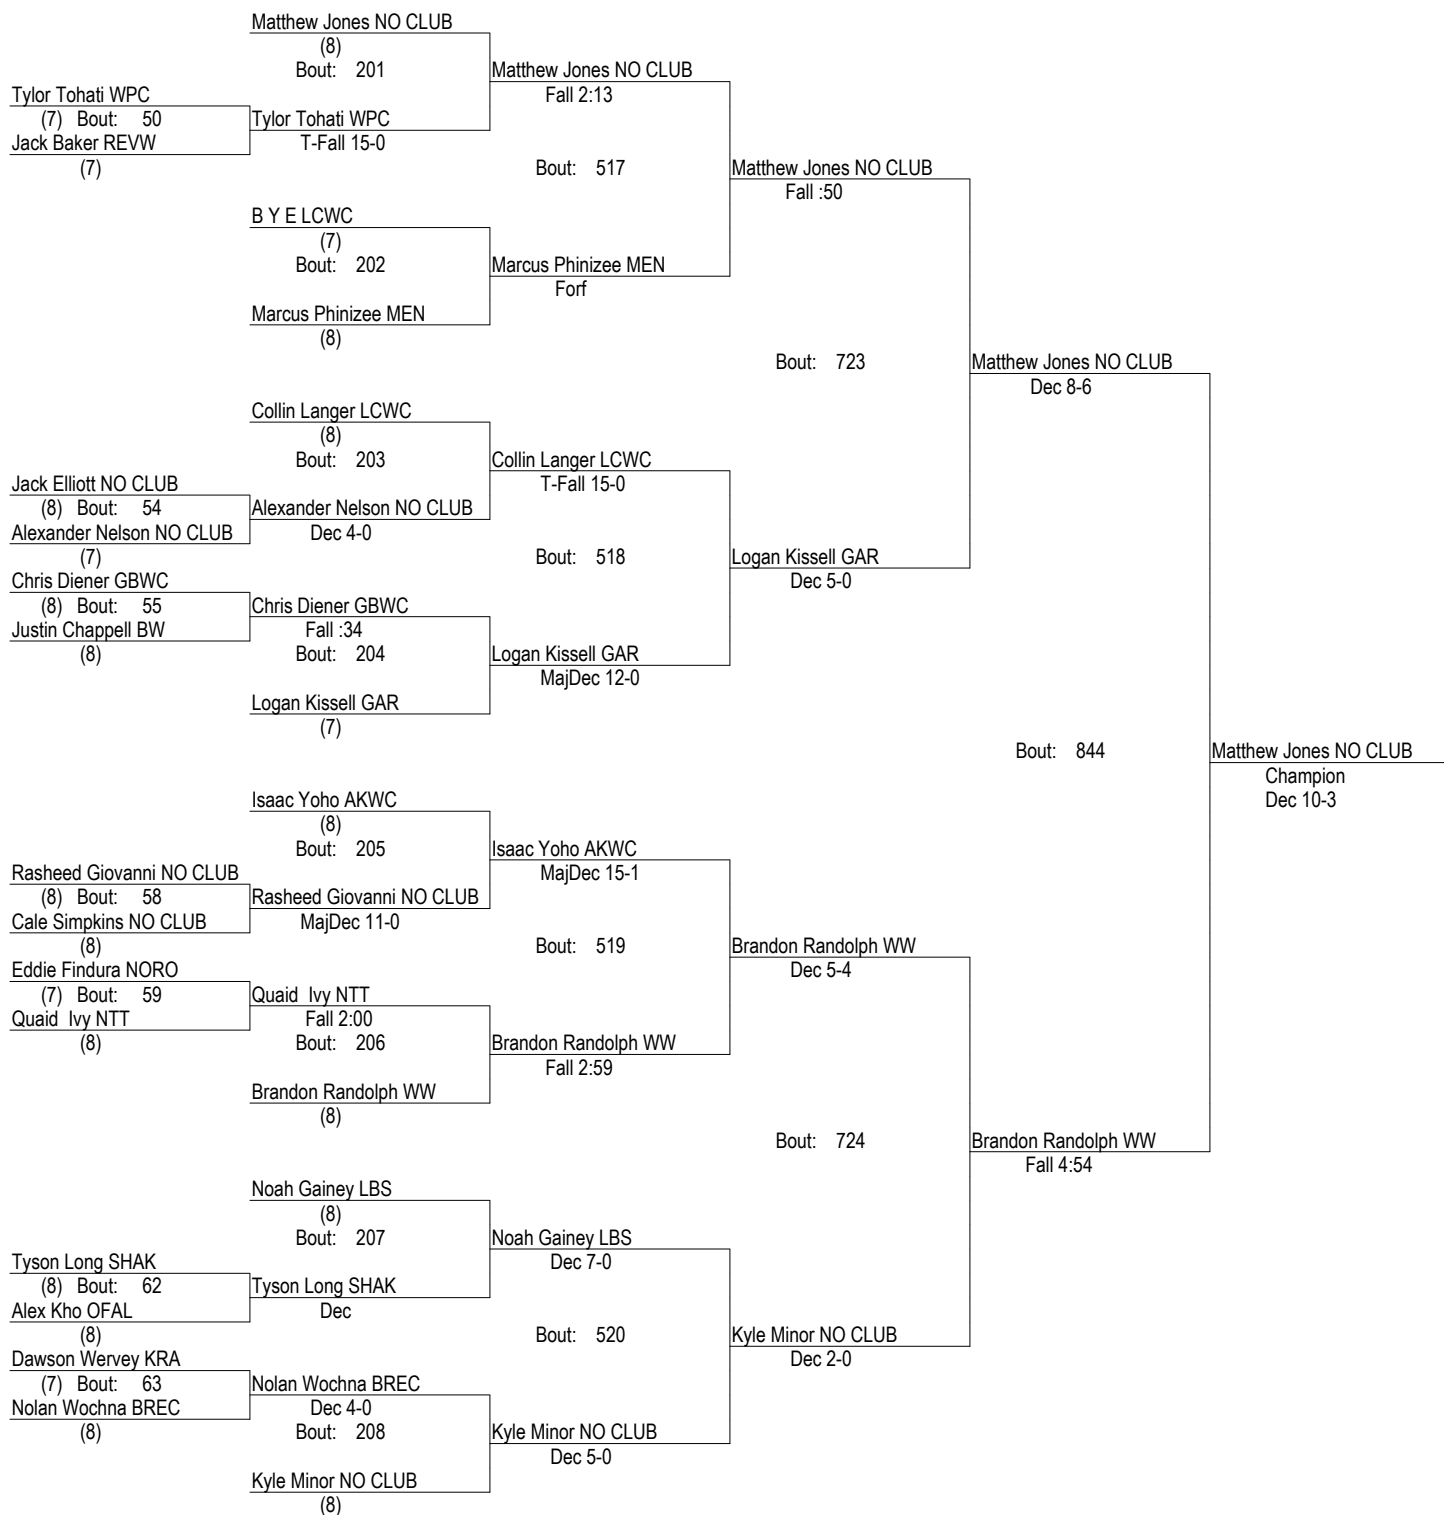 Matthew Jones NO CLUB
(8)
Bout: 201
Matthew Jones NO CLUB
Fall 2:13
Tylor Tohati WPC
(7) Bout: 50
Tylor Tohati WPC
Jack Baker REVW
T-Fall 15-0
(7)
Bout: 517
Matthew Jones NO CLUB
Fall :50
B Y E LCWC
(7)
Bout: 202
Marcus Phinizee MEN
Forf
Marcus Phinizee MEN
(8)
Bout: 723
Matthew Jones NO CLUB
Dec 8-6
Collin Langer LCWC
(8)
Bout: 203
Collin Langer LCWC
T-Fall 15-0
Jack Elliott NO CLUB
(8) Bout: 54
Alexander Nelson NO CLUB
Alexander Nelson NO CLUB
Dec 4-0
(7)
Bout: 518
Logan Kissell GAR
Dec 5-0
Chris Diener GBWC
(8) Bout: 55
Chris Diener GBWC
Justin Chappell BW
Fall :34
(8)
Bout: 204
Logan Kissell GAR
MajDec 12-0
Logan Kissell GAR
(7)
Bout: 844
Matthew Jones NO CLUB
Champion
Dec 10-3
Isaac Yoho AKWC
(8)
Bout: 205
Isaac Yoho AKWC
MajDec 15-1
Rasheed Giovanni NO CLUB
(8) Bout: 58
Rasheed Giovanni NO CLUB
Cale Simpkins NO CLUB
MajDec 11-0
(8)
Bout: 519
Brandon Randolph WW
Dec 5-4
Eddie Findura NORO
(7) Bout: 59
Quaid Ivy NTT
Quaid Ivy NTT
Fall 2:00
(8)
Bout: 206
Brandon Randolph WW
Fall 2:59
Brandon Randolph WW
(8)
Bout: 724
Brandon Randolph WW
Fall 4:54
Noah Gainey LBS
(8)
Bout: 207
Noah Gainey LBS
Dec 7-0
Tyson Long SHAK
(8) Bout: 62
Tyson Long SHAK
Alex Kho OFAL
Dec
(8)
Bout: 520
Kyle Minor NO CLUB
Dec 2-0
Dawson Wervey KRA
(7) Bout: 63
Nolan Wochna BREC
Nolan Wochna BREC
Dec 4-0
(8)
Bout: 208
Kyle Minor NO CLUB
Dec 5-0
Kyle Minor NO CLUB
(8)